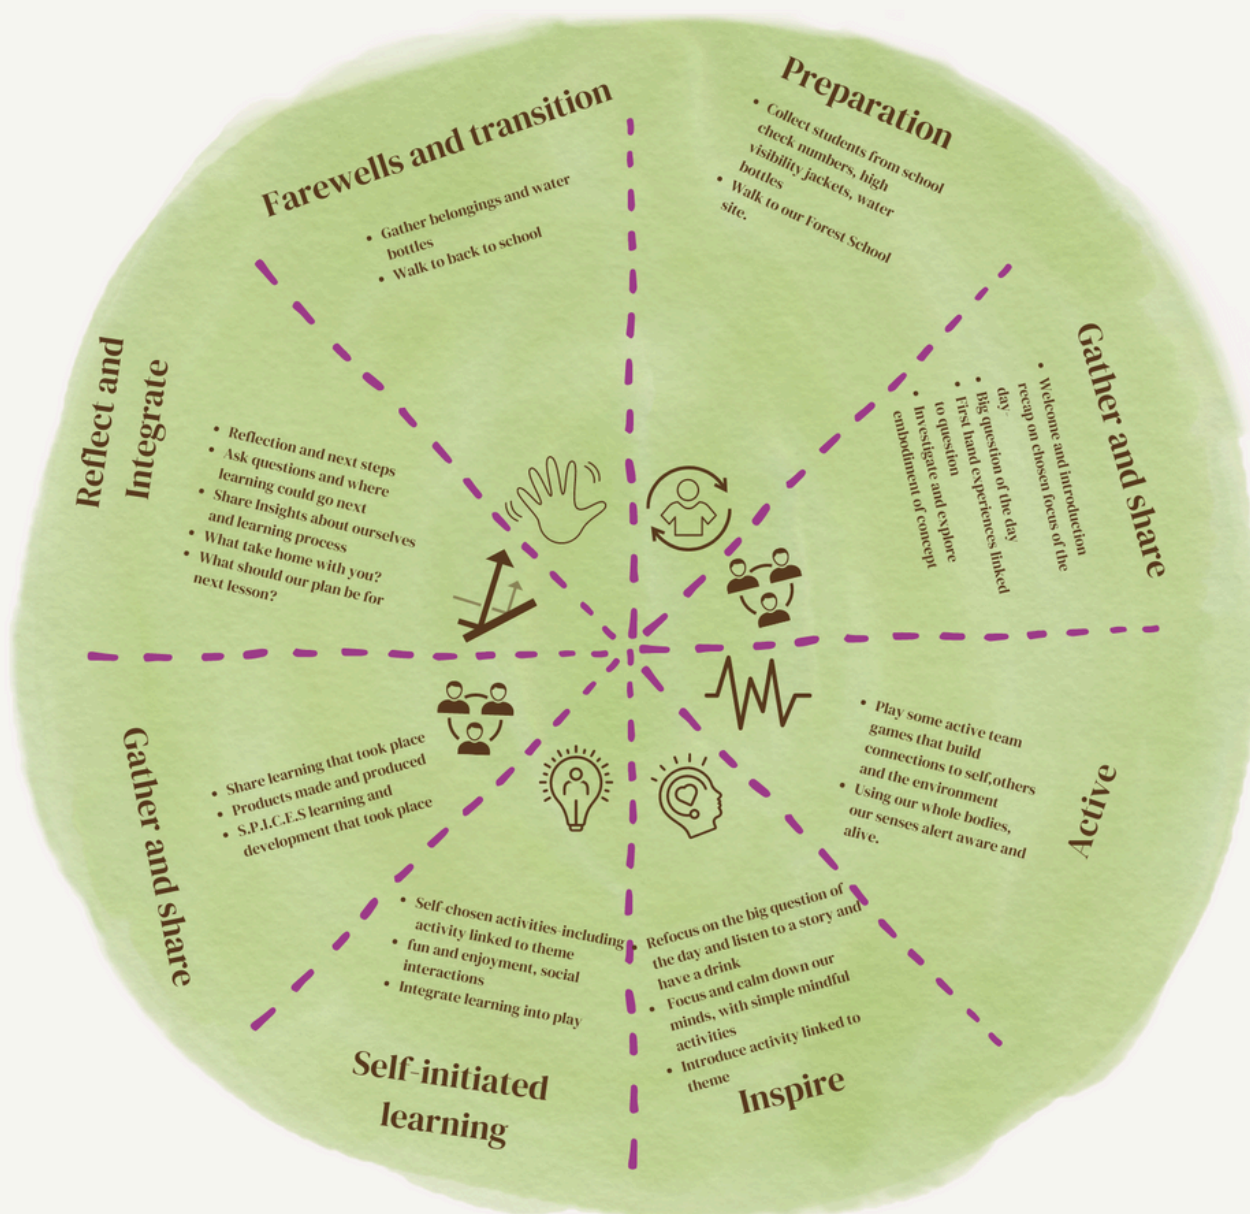 Preparation
• Collect students from school
check numbers, high
visibility jackets, water
bottles
• Walk to our Forest School
site.
Gather and share
• Welcome and introduction
recap on chosen focus of the
day
• Big question of the day
• First hand experiences linked
to question
• Investigate and explore
embodiment of concept
Active
• Play some active team
games that build
connections to self,others
and the environment
• Using our whole bodies,
our senses alert aware and
alive.
Inspire
• Refocus on the big question of
the day and listen to a story and
have a drink
• Focus and calm down our
minds, with simple mindful
activities
• Introduce activity linked to
theme
Self-initiated
learning
• Self-chosen activities-including
activity linked to theme
• fun and enjoyment, social
interactions
• Integrate learning into play
Gather and share
• Share learning that took place
• Products made and produced
• S.P.I.C.E.S learning and
development that took place
Reflect and
Integrate
• Reflection and next steps
• Ask questions and where
learning could go next
• Share Insights about ourselves
and learning process
• What take home with you?
• What should our plan be for
next lesson?
Farewells and transition
• Gather belongings and water
bottles
• Walk to back to school